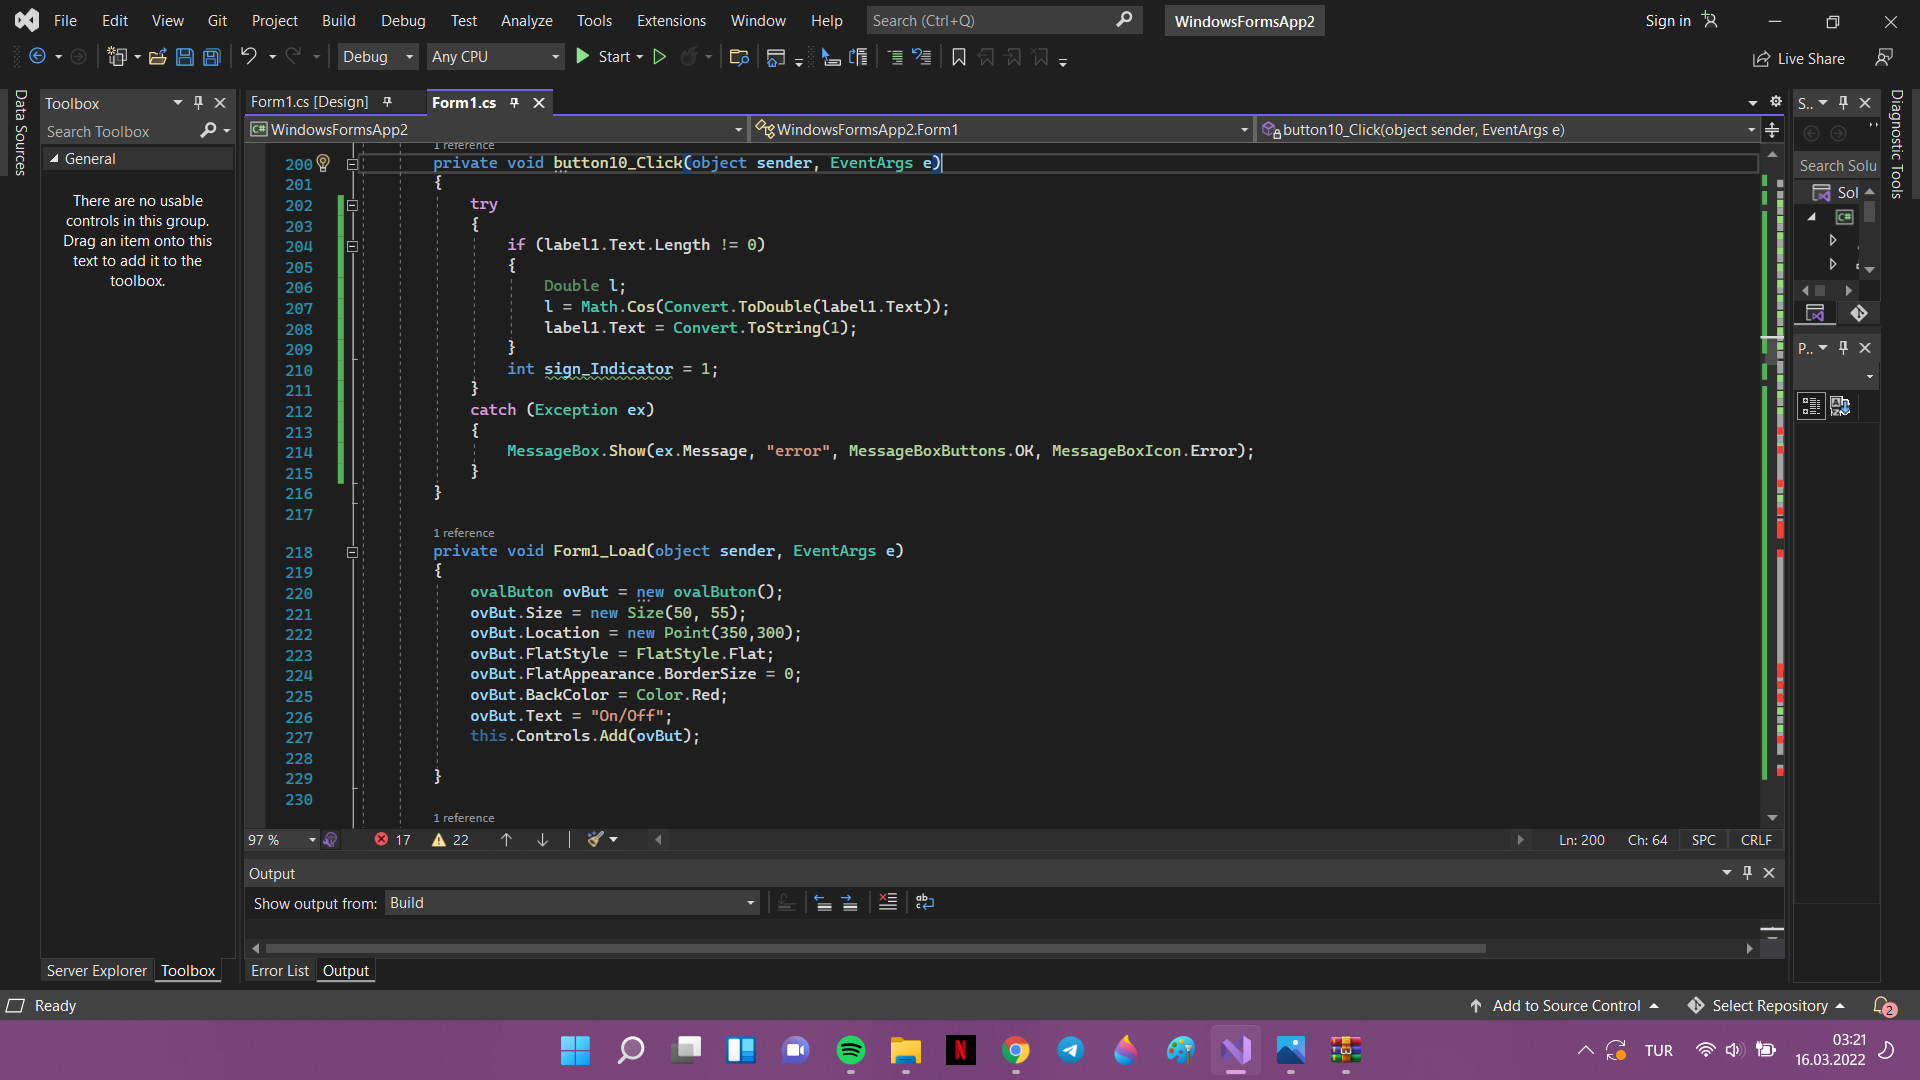 File Edit View Git Project Build Debug Test Analyze Tools Extensions Window Help Search (Ctrl+Q) WindowsFormsApp2 Sign in
Debug Any CPU Start Live Share
Data Sources
Toolbox
Search Toolbox
General
There are no usable
controls in this group.
Drag an item onto this
text to add it to the
toolbox.
Server Explorer Toolbox
Form1.cs [Design] Form1.cs
WindowsFormsApp2 WindowsFormsApp2.Form1 button10_Click(object sender, EventArgs e)
1 reference
200 private void button10_Click(object sender, EventArgs e)
201 {
202 try
203 {
204 if (label1.Text.Length != 0)
205 {
206 Double l;
207 l = Math.Cos(Convert.ToDouble(label1.Text));
208 label1.Text = Convert.ToString(l);
209 }
210 int sign_Indicator = 1;
211 }
212 catch (Exception ex)
213 {
214 MessageBox.Show(ex.Message, "error", MessageBoxButtons.OK, MessageBoxIcon.Error);
215 }
216 }
217
1 reference
218 private void Form1_Load(object sender, EventArgs e)
219 {
220 ovalButon ovBut = new ovalButon();
221 ovBut.Size = new Size(50, 55);
222 ovBut.Location = new Point(350,300);
223 ovBut.FlatStyle = FlatStyle.Flat;
224 ovBut.FlatAppearance.BorderSize = 0;
225 ovBut.BackColor = Color.Red;
226 ovBut.Text = "On/Off";
227 this.Controls.Add(ovBut);
228
229 }
230
1 reference
97 % 17 22 Ln: 200 Ch: 64 SPC CRLF
Output
Show output from: Build
Error List Output
S..
Search Solu
Sol
P..
Diagnostic Tools
Ready Add to Source Control Select Repository 2
TUR 03:21
16.03.2022